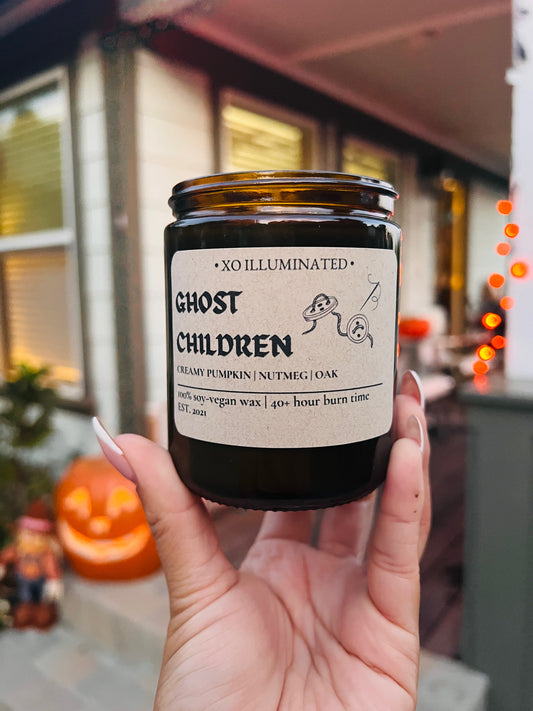 • XO ILLUMINATED •
GHOST
CHILDREN
CREAMY PUMPKIN | NUTMEG | OAK
100% soy-vegan wax | 40+ hour burn time
EST. 2021